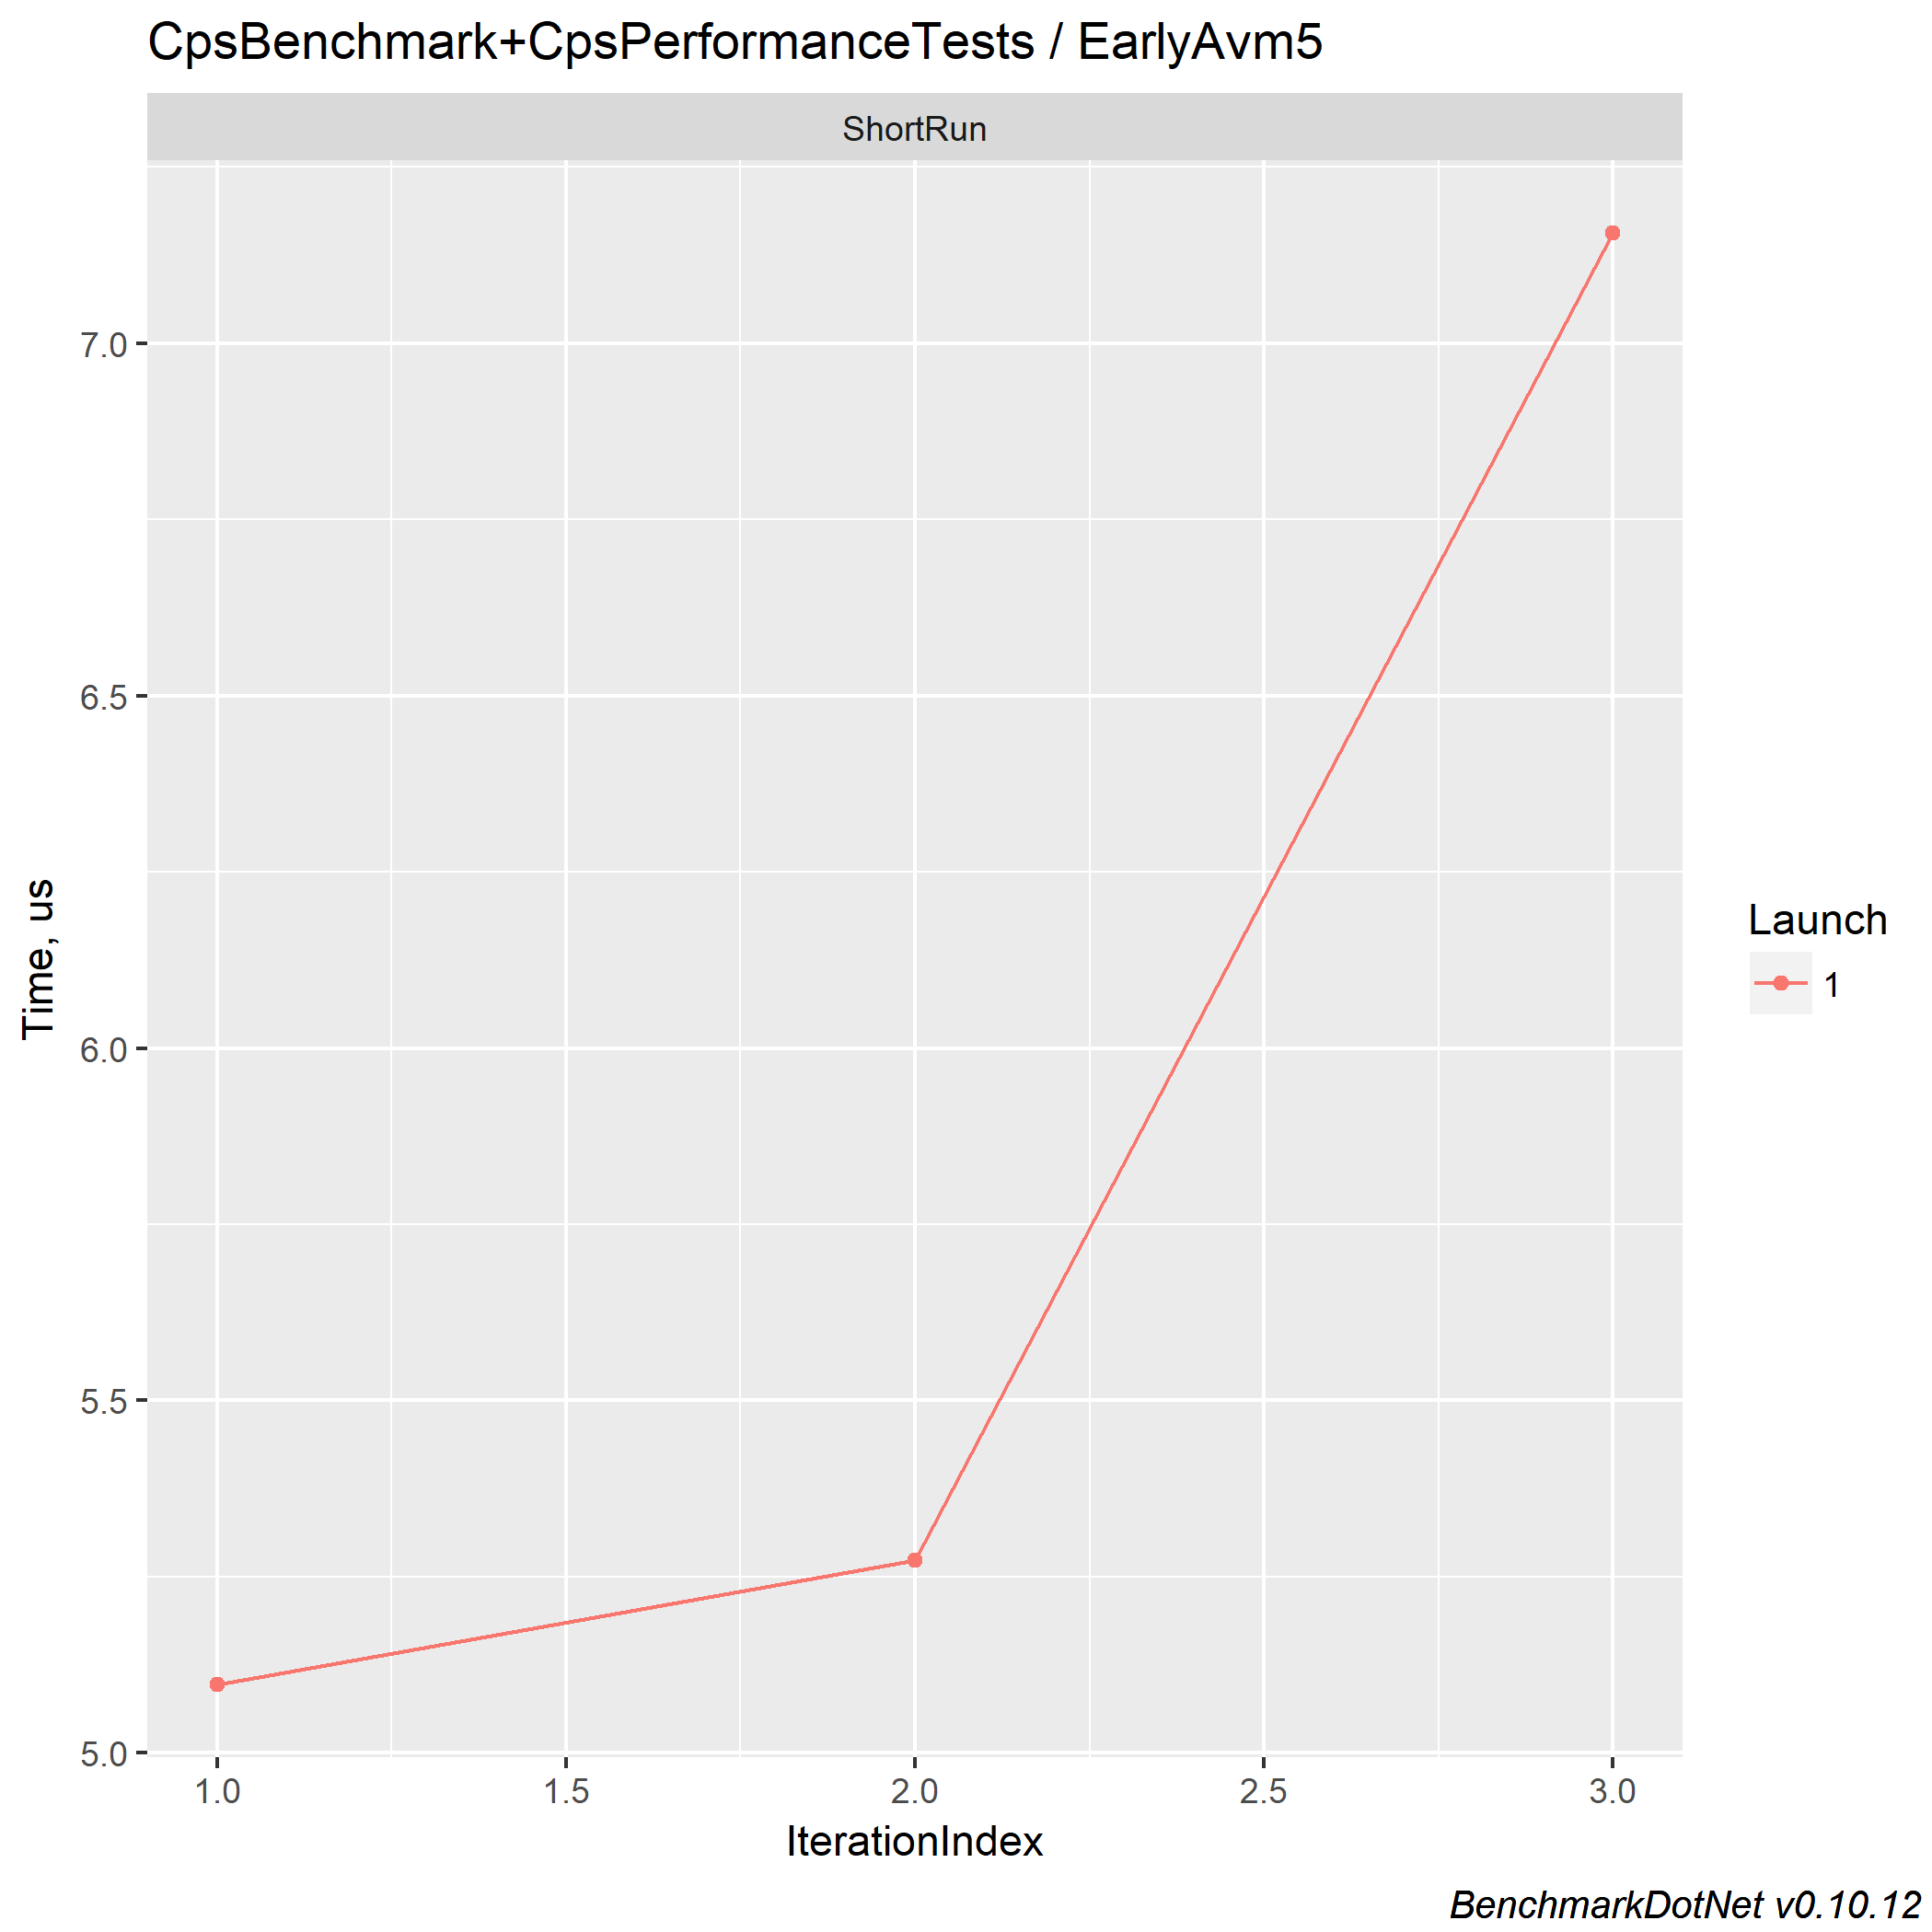 CpsBenchmark+CpsPerformanceTests / EarlyAvm5
ShortRun
7.0
6.5
6.0
5.5
5.0
Time, us
1.0 1.5 2.0 2.5 3.0
IterationIndex
Launch
1
BenchmarkDotNet v0.10.12